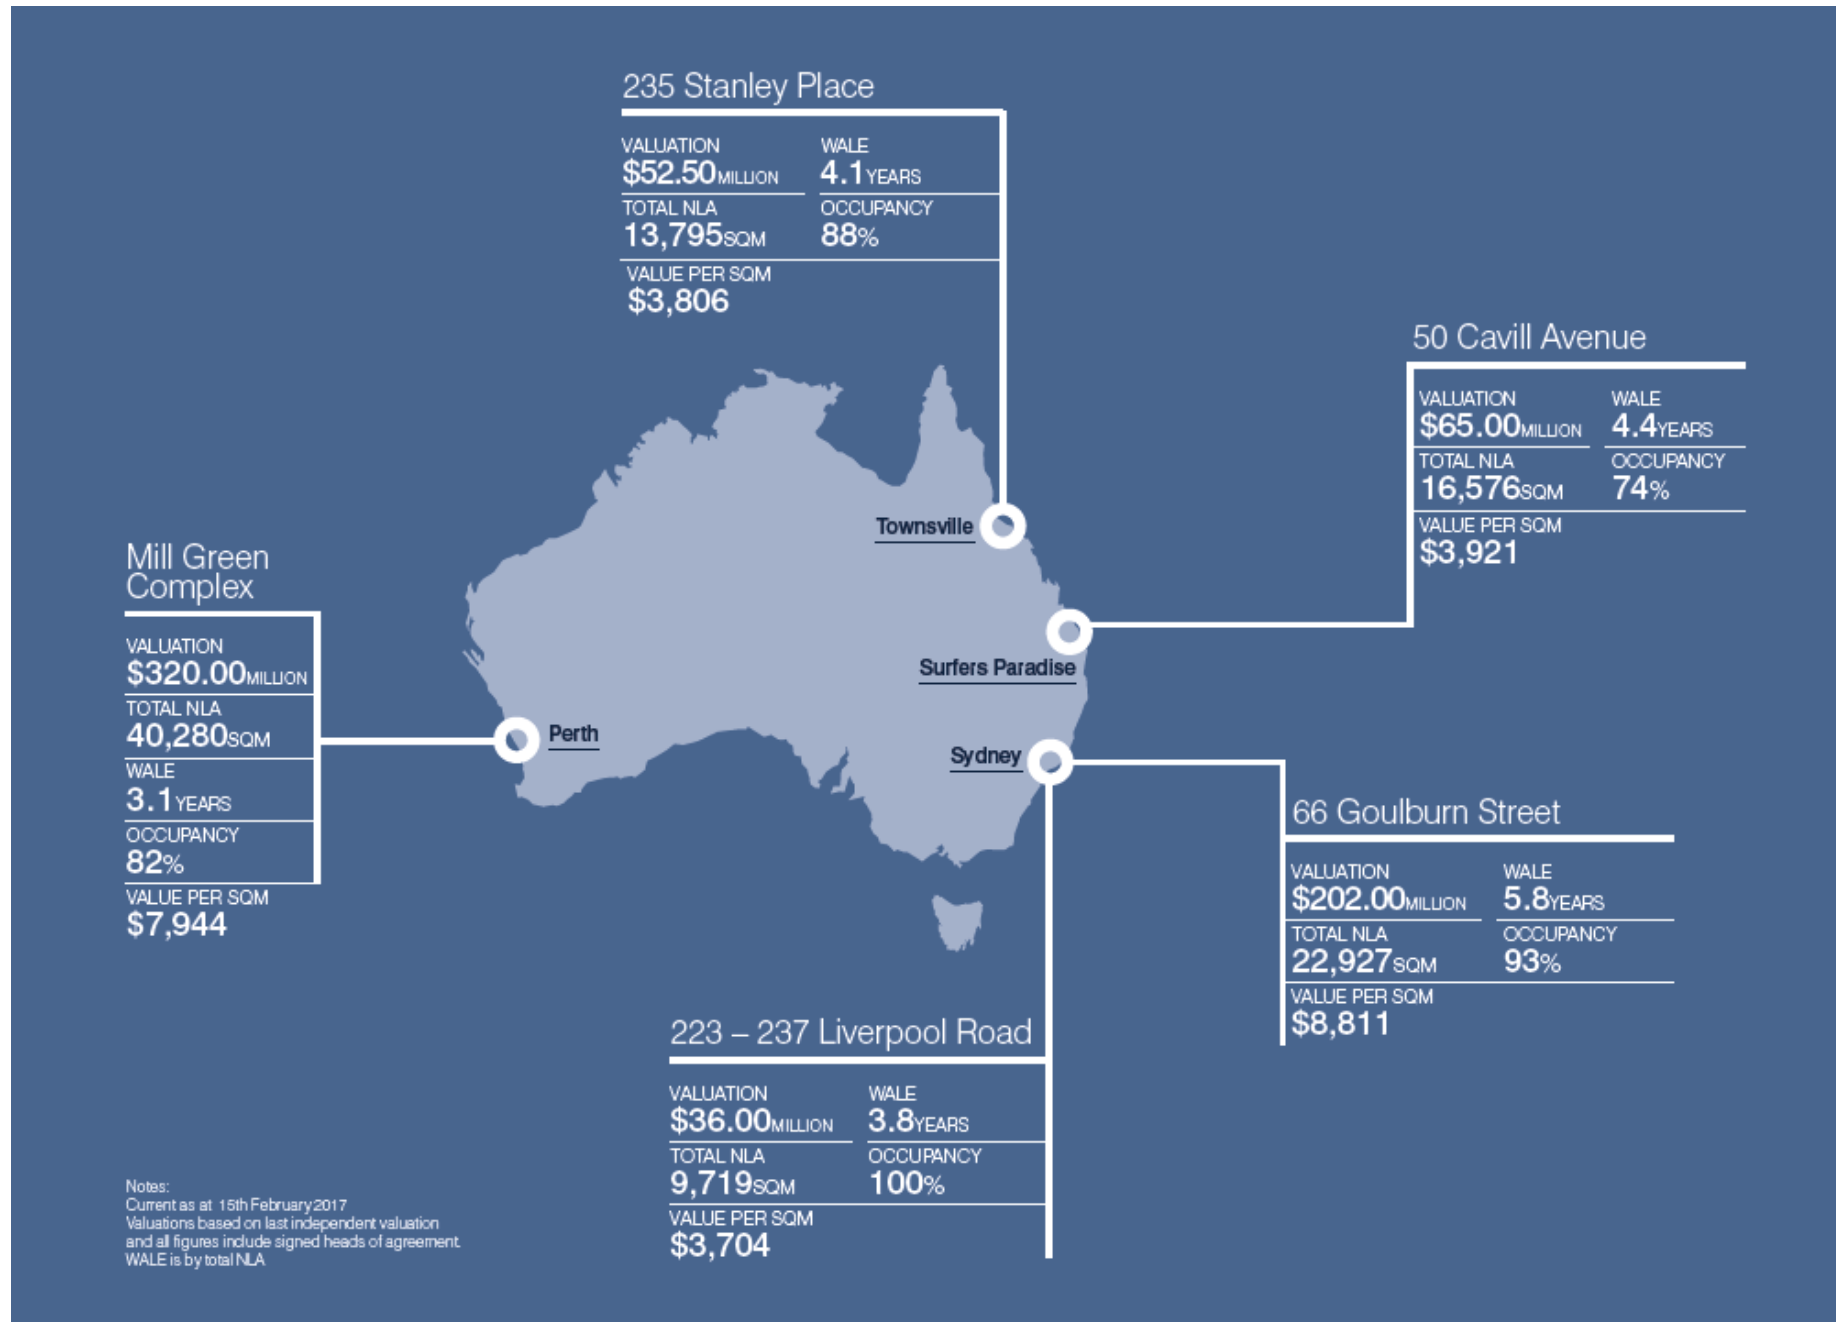 235 Stanley Place
VALUATION WALE
$52.50MILLION 4.1YEARS
TOTAL NLA OCCUPANCY
13,795SQM 88%
VALUE PER SQM
$3,806
50 Cavill Avenue
VALUATION WALE
$65.00MILLION 4.4YEARS
TOTAL NLA OCCUPANCY
16,576SQM 74%
VALUE PER SQM
$3,921
Townsville
Surfers Paradise
Perth
Sydney
Mill Green
Complex
VALUATION
$320.00MILLION
TOTAL NLA
40,280SQM
WALE
3.1YEARS
OCCUPANCY
82%
VALUE PER SQM
$7,944
66 Goulburn Street
VALUATION WALE
$202.00MILLION 5.8YEARS
TOTAL NLA OCCUPANCY
22,927SQM 93%
VALUE PER SQM
$8,811
223 – 237 Liverpool Road
VALUATION WALE
$36.00MILLION 3.8YEARS
TOTAL NLA OCCUPANCY
9,719SQM 100%
VALUE PER SQM
$3,704
Notes:
Current as at 15th February 2017
Valuations based on last independent valuation
and all figures include signed heads of agreement.
WALE is by total NLA